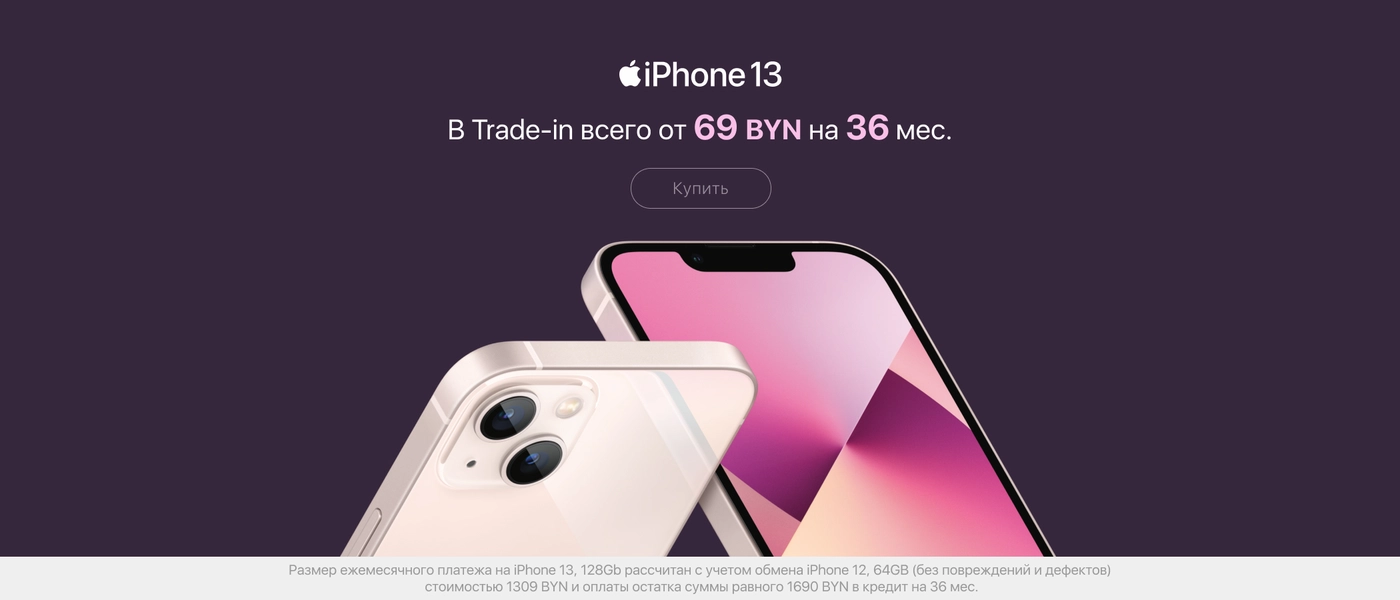 iPhone 13
В Trade-in всего от 69 BYN на 36 мес.
Купить
Размер ежемесячного платежа на iPhone 13, 128Gb рассчитан с учетом обмена iPhone 12, 64GB (без повреждений и дефектов)
стоимостью 1309 BYN и оплаты остатка суммы равного 1690 BYN в кредит на 36 мес.